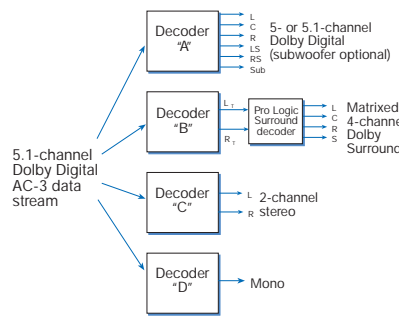 5.1-channel
Dolby Digital
AC-3 data
stream
Decoder
"A"
L
C
R
LS
RS
Sub
5- or 5.1-channel
Dolby Digital
(subwoofer optional)
Decoder
"B"
LT
RT
Pro Logic
Surround
decoder
L
C
R
S
Matrixed
4-channe
Dolby
Surround
Decoder
"C"
L
R
2-channel
stereo
Decoder
"D"
Mono